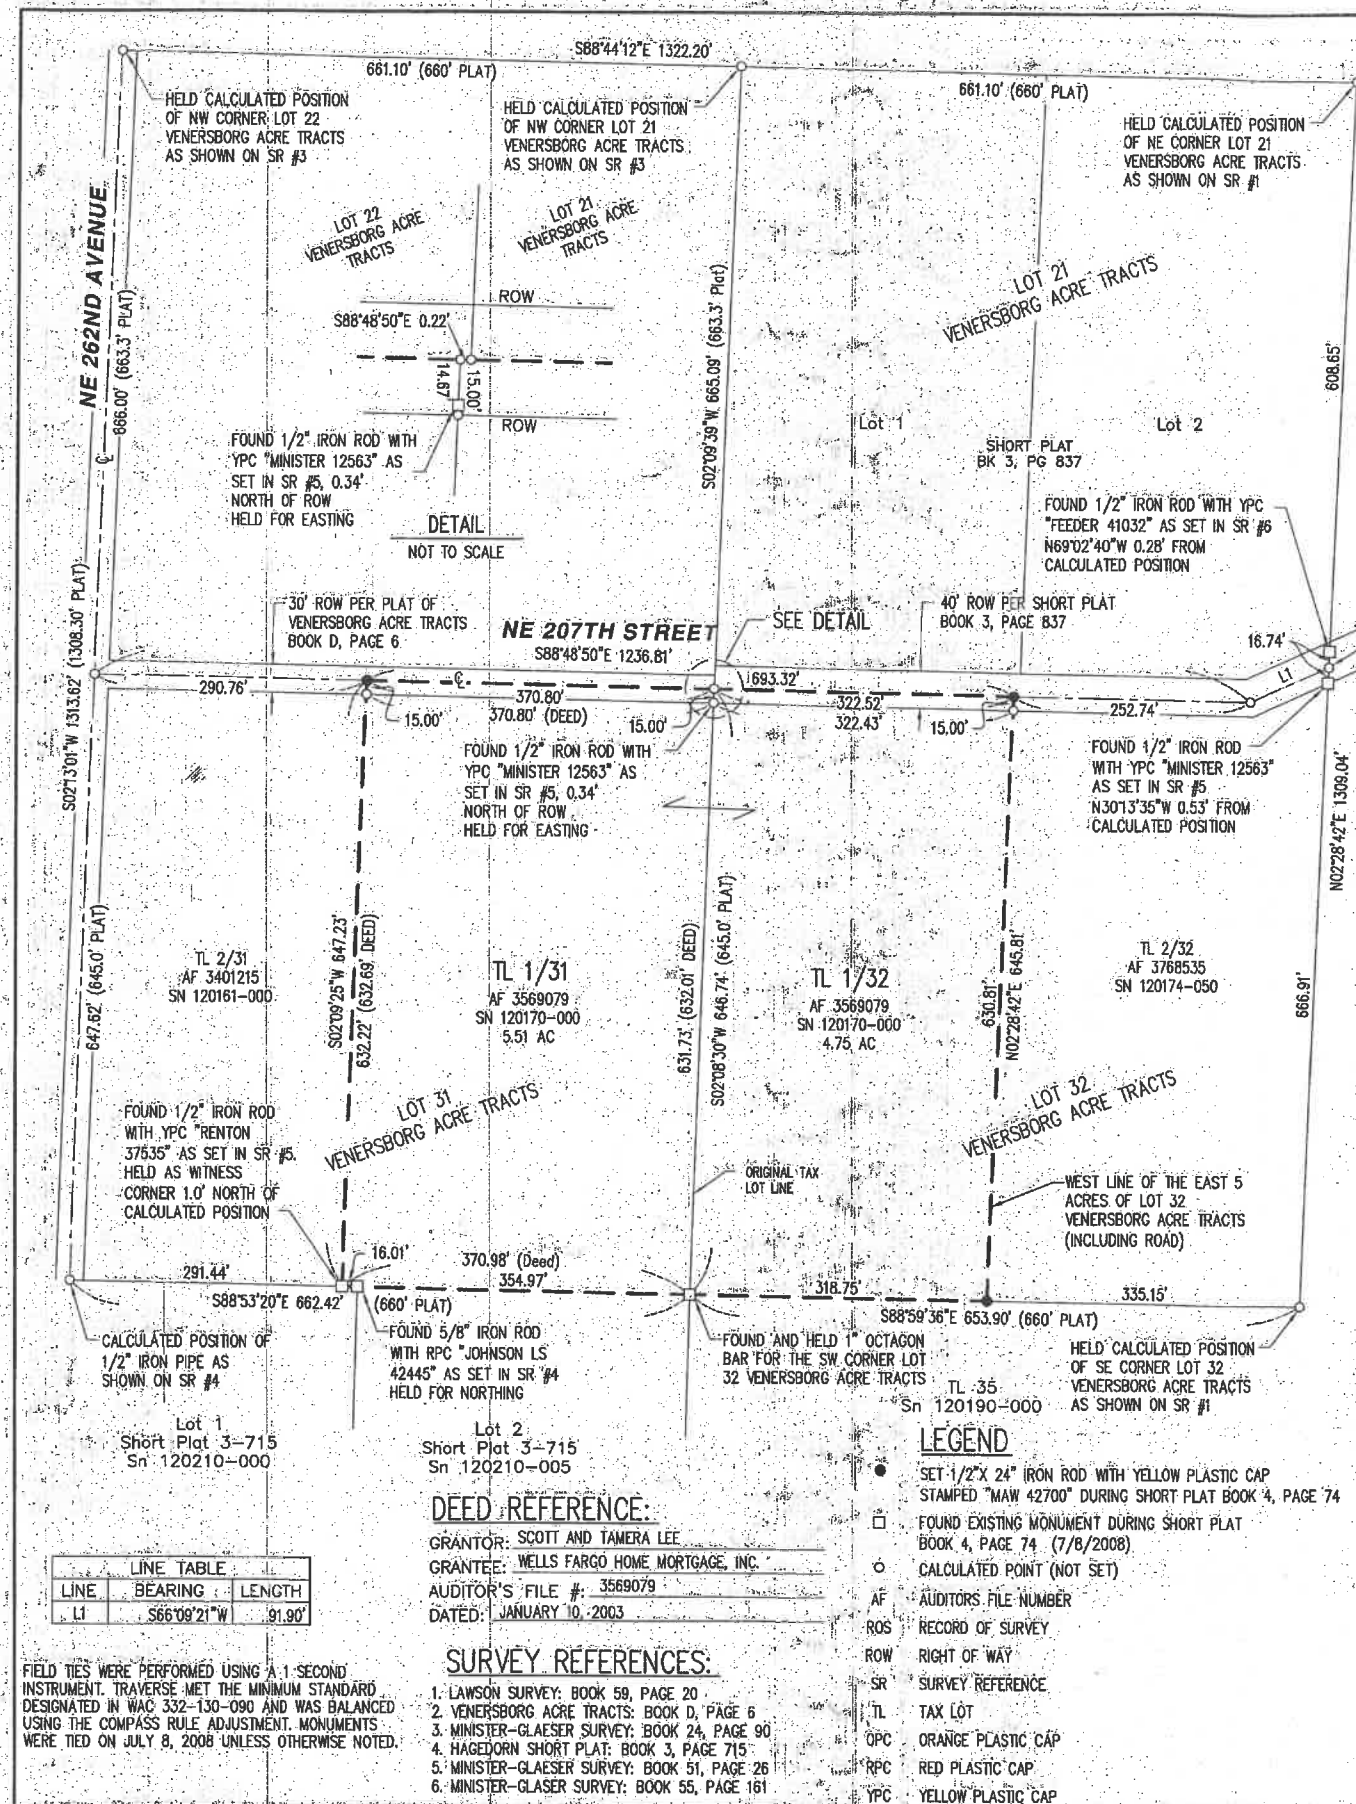 S88°44'12"E 1322.20'
661.10' (660' PLAT)
661.10' (660' PLAT)
HELD CALCULATED POSITION
OF NW CORNER LOT 22
VENERSBORG ACRE TRACTS
AS SHOWN ON SR #3
HELD CALCULATED POSITION
OF NW CORNER LOT 21
VENERSBORG ACRE TRACTS
AS SHOWN ON SR #3
HELD CALCULATED POSITION
OF NE CORNER LOT 21
VENERSBORG ACRE TRACTS
AS SHOWN ON SR #1
NE 262ND AVENUE
666.00' (663.3' PLAT)
S02°13'01"W 1313.62' (1308.30' PLAT)
LOT 22
VENERSBORG ACRE
TRACTS
LOT 21
VENERSBORG ACRE
TRACTS
ROW
S88°48'50"E 0.22'
14.67'
15.00'
ROW
FOUND 1/2" IRON ROD WITH
YPC "MINISTER 12563" AS
SET IN SR #5, 0.34'
NORTH OF ROW
HELD FOR EASTING
DETAIL
NOT TO SCALE
S02°09'39"W 665.09' (663.3' Plat)
LOT 21
VENERSBORG ACRE TRACTS
608.65'
Lot 1
Lot 2
SHORT PLAT
BK 3, PG 837
FOUND 1/2" IRON ROD WITH YPC
"FEEDER 41032" AS SET IN SR #6
N69°02'40"W 0.28' FROM
CALCULATED POSITION
30' ROW PER PLAT OF
VENERSBORG ACRE TRACTS
BOOK D, PAGE 6
NE 207TH STREET
S88°48'50"E 1236.81'
SEE DETAIL
40' ROW PER SHORT PLAT
BOOK 3, PAGE 837
16.74'
L1
290.76'
370.80'
370.80' (DEED)
15.00'
15.00'
693.32'
322.52'
322.43'
15.00'
252.74'
FOUND 1/2" IRON ROD WITH
YPC "MINISTER 12563" AS
SET IN SR #5, 0.34'
NORTH OF ROW
HELD FOR EASTING
FOUND 1/2" IRON ROD
WITH YPC "MINISTER 12563"
AS SET IN SR #5
N30°13'35"W 0.53' FROM
CALCULATED POSITION
N02°28'42"E 1309.04'
647.62' (645.0' PLAT)
TL 2/31
AF 3401215
SN 120161-000
S02°09'25"W 647.23'
632.22' (632.69' DEED)
TL 1/31
AF 3569079
SN 120170-000
5.51 AC
631.73' (632.01' DEED)
S02°08'30"W 646.74' (645.0' PLAT)
TL 1/32
AF 3569079
SN 120170-000
4.75 AC
630.81'
N02°28'42"E 645.81'
TL 2/32
AF 3768535
SN 120174-050
666.91'
LOT 31
VENERSBORG ACRE TRACTS
LOT 32
VENERSBORG ACRE TRACTS
FOUND 1/2" IRON ROD
WITH YPC "RENTON
37535" AS SET IN SR #5.
HELD AS WITNESS
CORNER 1.0' NORTH OF
CALCULATED POSITION
ORIGINAL TAX
LOT LINE
WEST LINE OF THE EAST 5
ACRES OF LOT 32
VENERSBORG ACRE TRACTS
(INCLUDING ROAD)
16.01'
291.44'
S88°53'20"E 662.42'
(660' PLAT)
370.98' (Deed)
354.97'
318.75'
335.15'
S88°59'36"E 653.90' (660' PLAT)
CALCULATED POSITION OF
1/2" IRON PIPE AS
SHOWN ON SR #4
FOUND 5/8" IRON ROD
WITH RPC "JOHNSON LS
42445" AS SET IN SR #4
HELD FOR NORTHING
FOUND AND HELD 1" OCTAGON
BAR FOR THE SW CORNER LOT
32 VENERSBORG ACRE TRACTS
HELD CALCULATED POSITION
OF SE CORNER LOT 32
VENERSBORG ACRE TRACTS
AS SHOWN ON SR #1
TL 35
Sn 120190-000
Lot 1
Short Plat 3-715
Sn 120210-000
Lot 2
Short Plat 3-715
Sn 120210-005
LEGEND
SET 1/2"X 24" IRON ROD WITH YELLOW PLASTIC CAP
STAMPED "MAW 42700" DURING SHORT PLAT BOOK 4, PAGE 74
FOUND EXISTING MONUMENT DURING SHORT PLAT
BOOK 4, PAGE 74 (7/8/2008)
CALCULATED POINT (NOT SET)
AF AUDITORS FILE NUMBER
ROS RECORD OF SURVEY
ROW RIGHT OF WAY
SR SURVEY REFERENCE
TL TAX LOT
OPC ORANGE PLASTIC CAP
RPC RED PLASTIC CAP
YPC YELLOW PLASTIC CAP
DEED REFERENCE:
GRANTOR: SCOTT AND TAMERA LEE
GRANTEE: WELLS FARGO HOME MORTGAGE, INC.
AUDITOR'S FILE #: 3569079
DATED: JANUARY 10, 2003
LINE TABLE
LINE BEARING LENGTH
L1 S66°09'21"W 91.90'
FIELD TIES WERE PERFORMED USING A 1 SECOND
INSTRUMENT. TRAVERSE MET THE MINIMUM STANDARD
DESIGNATED IN WAC 332-130-090 AND WAS BALANCED
USING THE COMPASS RULE ADJUSTMENT. MONUMENTS
WERE TIED ON JULY 8, 2008 UNLESS OTHERWISE NOTED.
SURVEY REFERENCES:
1. LAWSON SURVEY: BOOK 59, PAGE 20
2. VENERSBORG ACRE TRACTS: BOOK D, PAGE 6
3. MINISTER-GLAESER SURVEY: BOOK 24, PAGE 90
4. HAGEDORN SHORT PLAT: BOOK 3, PAGE 715
5. MINISTER-GLAESER SURVEY: BOOK 51, PAGE 26
6. MINISTER-GLASER SURVEY: BOOK 55, PAGE 161